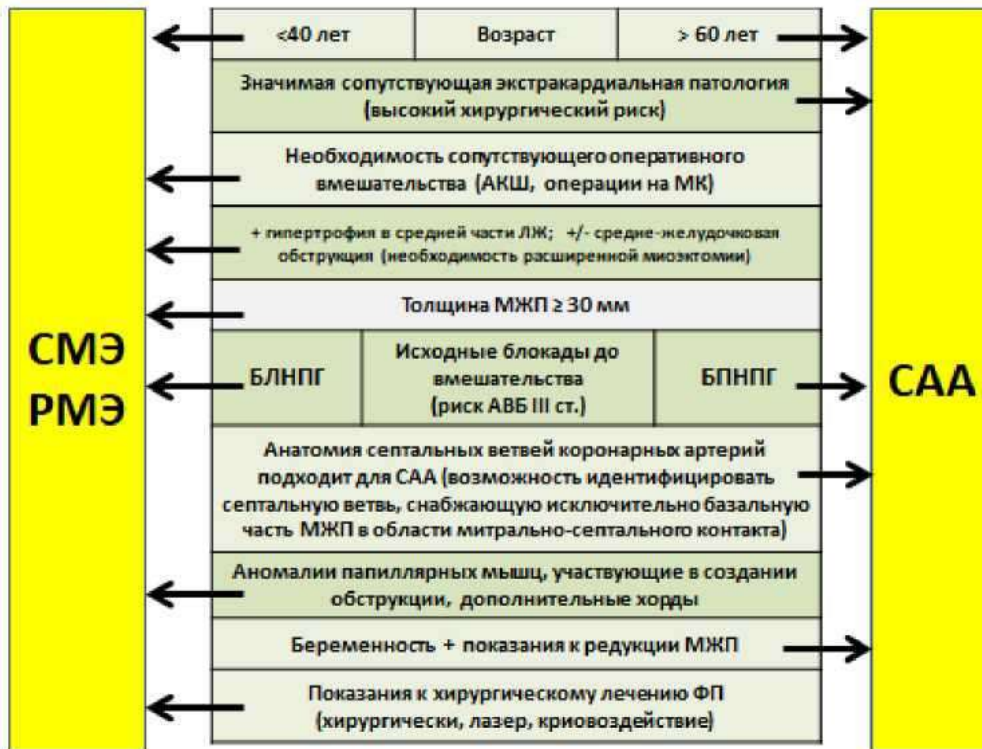 <40 лет Возраст > 60 лет
Значимая сопутствующая экстракардиальная патология
(высокий хирургический риск)
Необходимость сопутствующего оперативного
вмешательства (АКШ, операции на МК)
+ гипертрофия в средней части ЛЖ; +/- средне-желудочковая
обструкция (необходимость расширенной миоэктомии)
Толщина МЖП ≥ 30 мм
СМЭ
РМЭ
БЛНПГ
Исходные блокады до
вмешательства
(риск АВБ III ст.)
БПНПГ
САА
Анатомия септальных ветвей коронарных артерий
подходит для САА (возможность идентифицировать
септальную ветвь, снабжающую исключительно базальную
часть МЖП в области митрально-септального контакта)
Аномалии папиллярных мышц, участвующие в создании
обструкции, дополнительные хорды
Беременность + показания к редукции МЖП
Показания к хирургическому лечению ФП
(хирургически, лазер, криовоздействие)